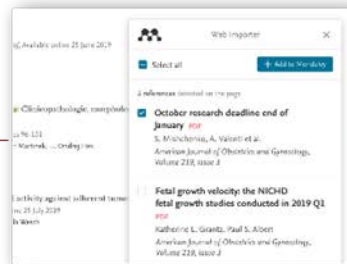 Available online 25 June 2019
Web Importer
Select all
+ Add to Mendeley
2 references detected on the page
October research deadline end of
January PDF
S. Mishchenko, A. Valenti et al.
American Journal of Obstetrics and Gynecology,
Volume 219, Issue 3
Fetal growth velocity: the NICHD
fetal growth studies conducted in 2019 Q1
PDF
Katherine L. Grantz, Paul S. Albert
American Journal of Obstetrics and Gynecology,
Volume 219, Issue 3
Clinicopathologic,
96-131
activity against adherent
25 July 2019